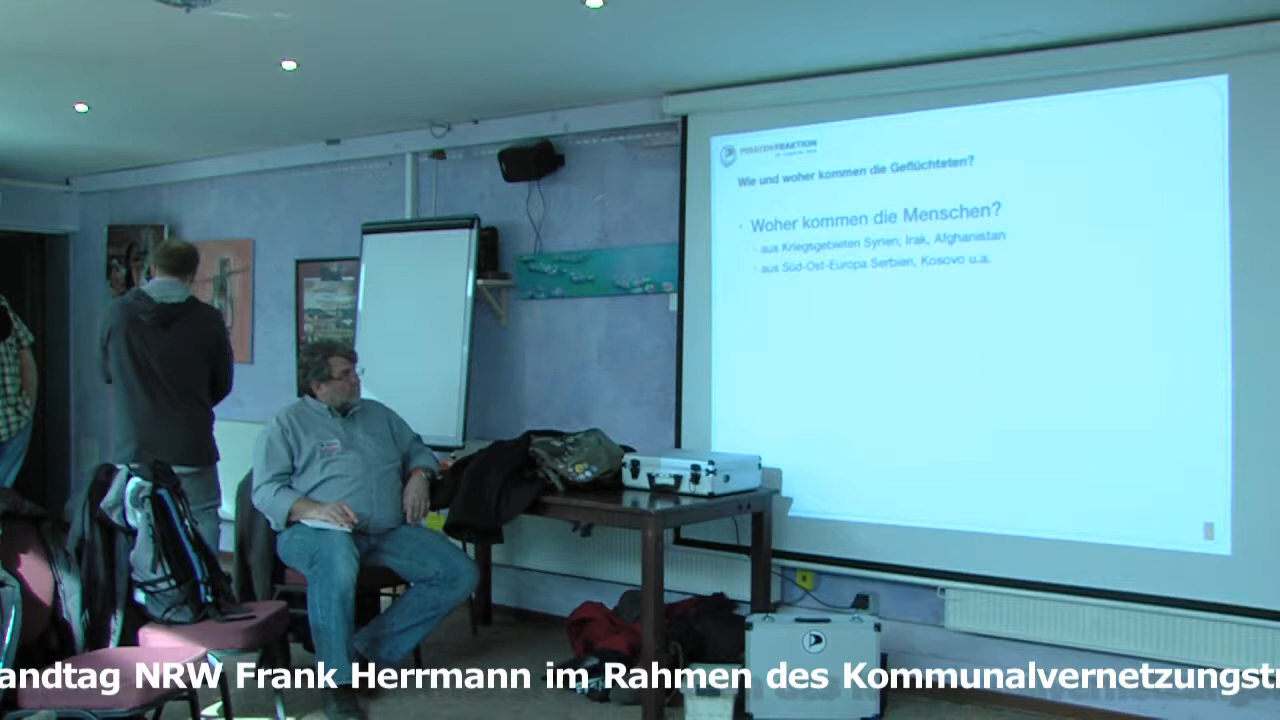 PIRATENFRAKTION
Wie und woher kommen die Geflüchteten?
· Woher kommen die Menschen?
aus Kriegsgebieten Syrien, Irak, Afghanistan
aus Süd-Ost-Europa Serbien, Kosovo u.a.
andtag NRW Frank Herrmann im Rahmen des Kommunalvernetzungstr